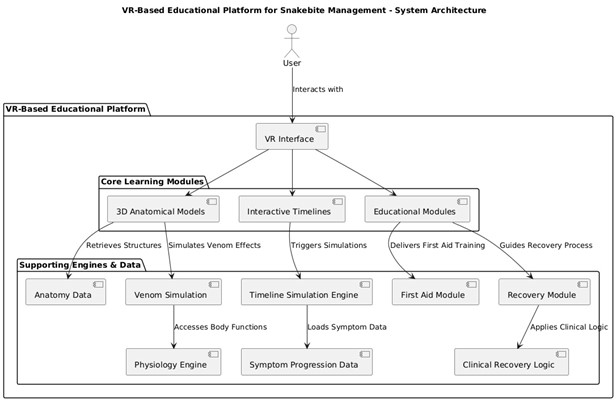 VR-Based Educational Platform for Snakebite Management - System Architecture
User
Interacts with
VR-Based Educational Platform
VR Interface
Core Learning Modules
3D Anatomical Models
Interactive Timelines
Educational Modules
Retrieves Structures
Simulates Venom Effects
Triggers Simulations
Delivers First Aid Training
Guides Recovery Process
Supporting Engines & Data
Anatomy Data
Venom Simulation
Timeline Simulation Engine
First Aid Module
Recovery Module
Accesses Body Functions
Loads Symptom Data
Applies Clinical Logic
Physiology Engine
Symptom Progression Data
Clinical Recovery Logic